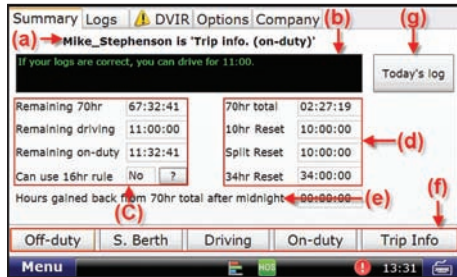 Summary Logs DVIR Options Company (b) (g)
(a) Mike_Stephenson is 'Trip info. (on-duty)'
If your logs are correct, you can drive for 11:00.
Today's log
Remaining 70hr 67:32:41 70hr total 02:27:19
Remaining driving 11:00:00 10hr Reset 10:00:00
(d)
Remaining on-duty 11:32:41 Split Reset 10:00:00
Can use 16hr rule No ? 34hr Reset 34:00:00
(C)
Hours gained back from 70hr total after midnight 00:00:00 (e) (f)
Off-duty S. Berth Driving On-duty Trip Info
Menu HOS 13:31